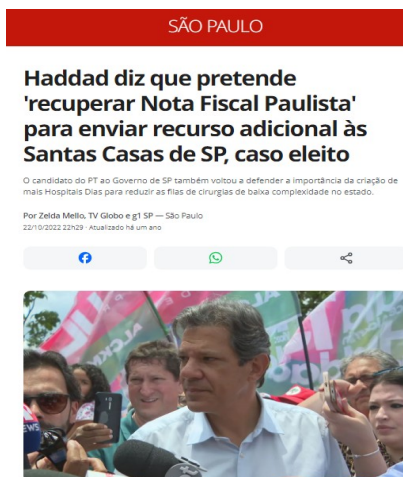 SÃO PAULO
Haddad diz que pretende
'recuperar Nota Fiscal Paulista'
para enviar recurso adicional às
Santas Casas de SP, caso eleito
O candidato do PT ao Governo de SP também voltou a defender a importância da criação de
mais Hospitais Dias para reduzir as filas de cirurgias de baixa complexidade no estado.
Por Zelda Mello, TV Globo e g1 SP — São Paulo
22/10/2022 22h29 · Atualizado há um ano